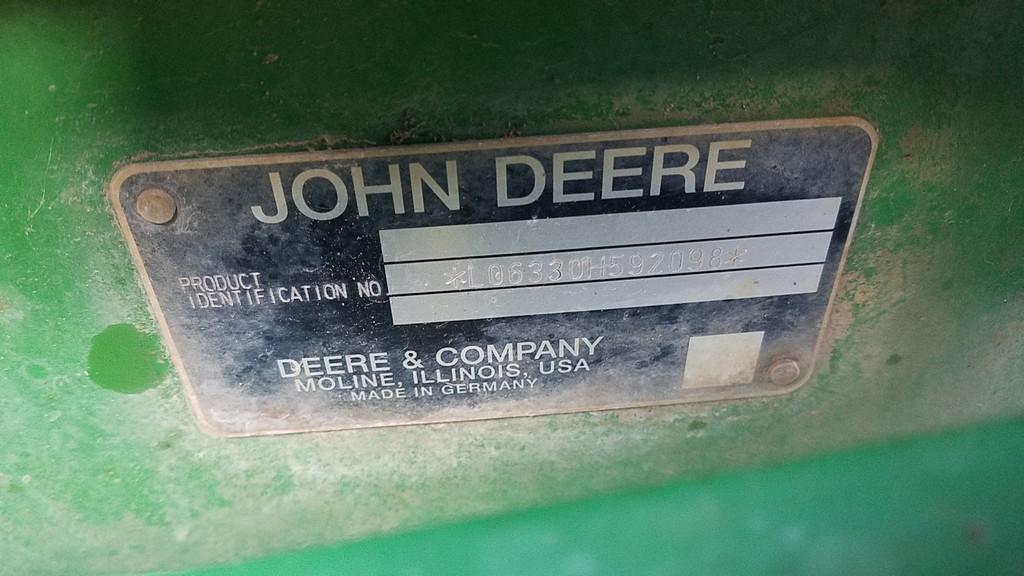 JOHN DEERE
PRODUCT
IDENTIFICATION NO
*L06330H592098*
DEERE & COMPANY
MOLINE, ILLINOIS, USA
MADE IN GERMANY